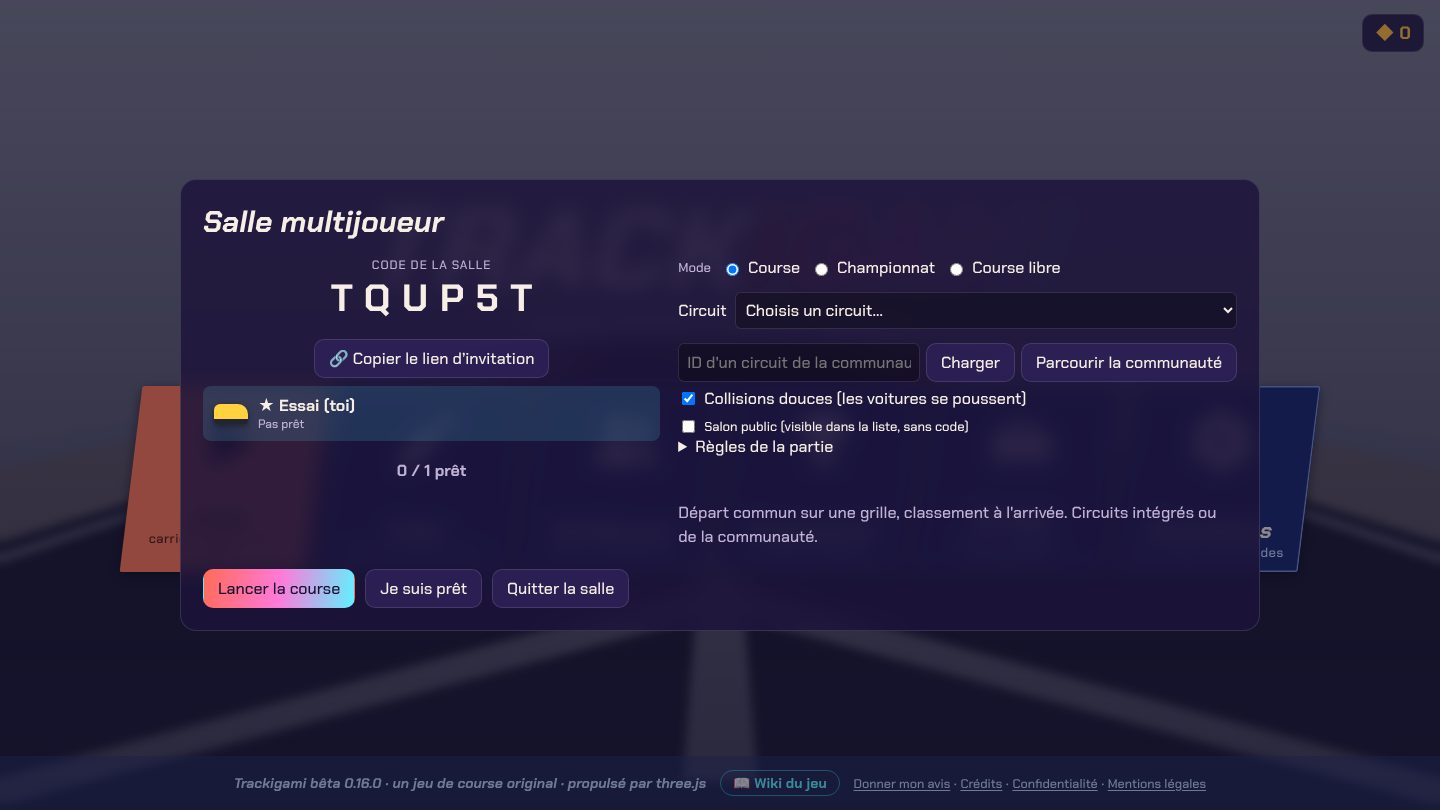 0
Salle multijoueur
CODE DE LA SALLE
TQUP5T
🔗 Copier le lien d'invitation
★ Essai (toi)
Pas prêt
0 / 1 prêt
Mode Course Championnat Course libre
Circuit Choisis un circuit...
ID d'un circuit de la communau Charger Parcourir la communauté
Collisions douces (les voitures se poussent)
Salon public (visible dans la liste, sans code)
▶ Règles de la partie
Départ commun sur une grille, classement à l'arrivée. Circuits intégrés ou
de la communauté.
Lancer la course Je suis prêt Quitter la salle
carri
s
des
Trackigami bêta 0.16.0 · un jeu de course original · propulsé par three.js 📖 Wiki du jeu Donner mon avis · Crédits · Confidentialité · Mentions légales